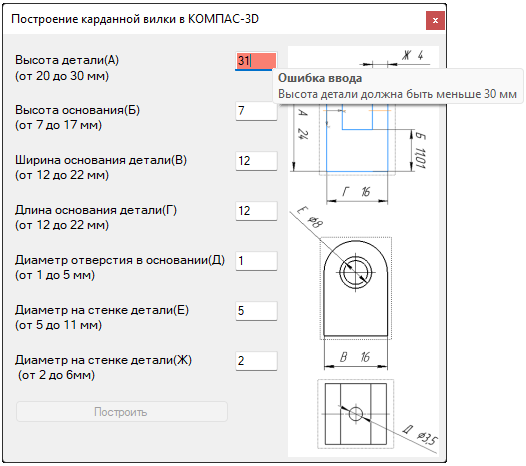 Построение карданной вилки в КОМПАС-3D
x
Высота детали(А)
(от 20 до 30 мм)
31
Ошибка ввода
Высота детали должна быть меньше 30 мм
Высота основания(Б)
(от 7 до 17 мм)
7
Ширина основания детали(В)
(от 12 до 22 мм)
12
Длина основания детали(Г)
(от 12 до 22 мм)
12
Диаметр отверстия в основании(Д)
(от 1 до 5 мм)
1
Диаметр на стенке детали(Е)
(от 5 до 11 мм)
5
Диаметр на стенке детали(Ж)
(от 2 до 6мм)
2
Построить
Ж 4
А 24
Г 16
Е ⌀8
В 16
Д ⌀3,5